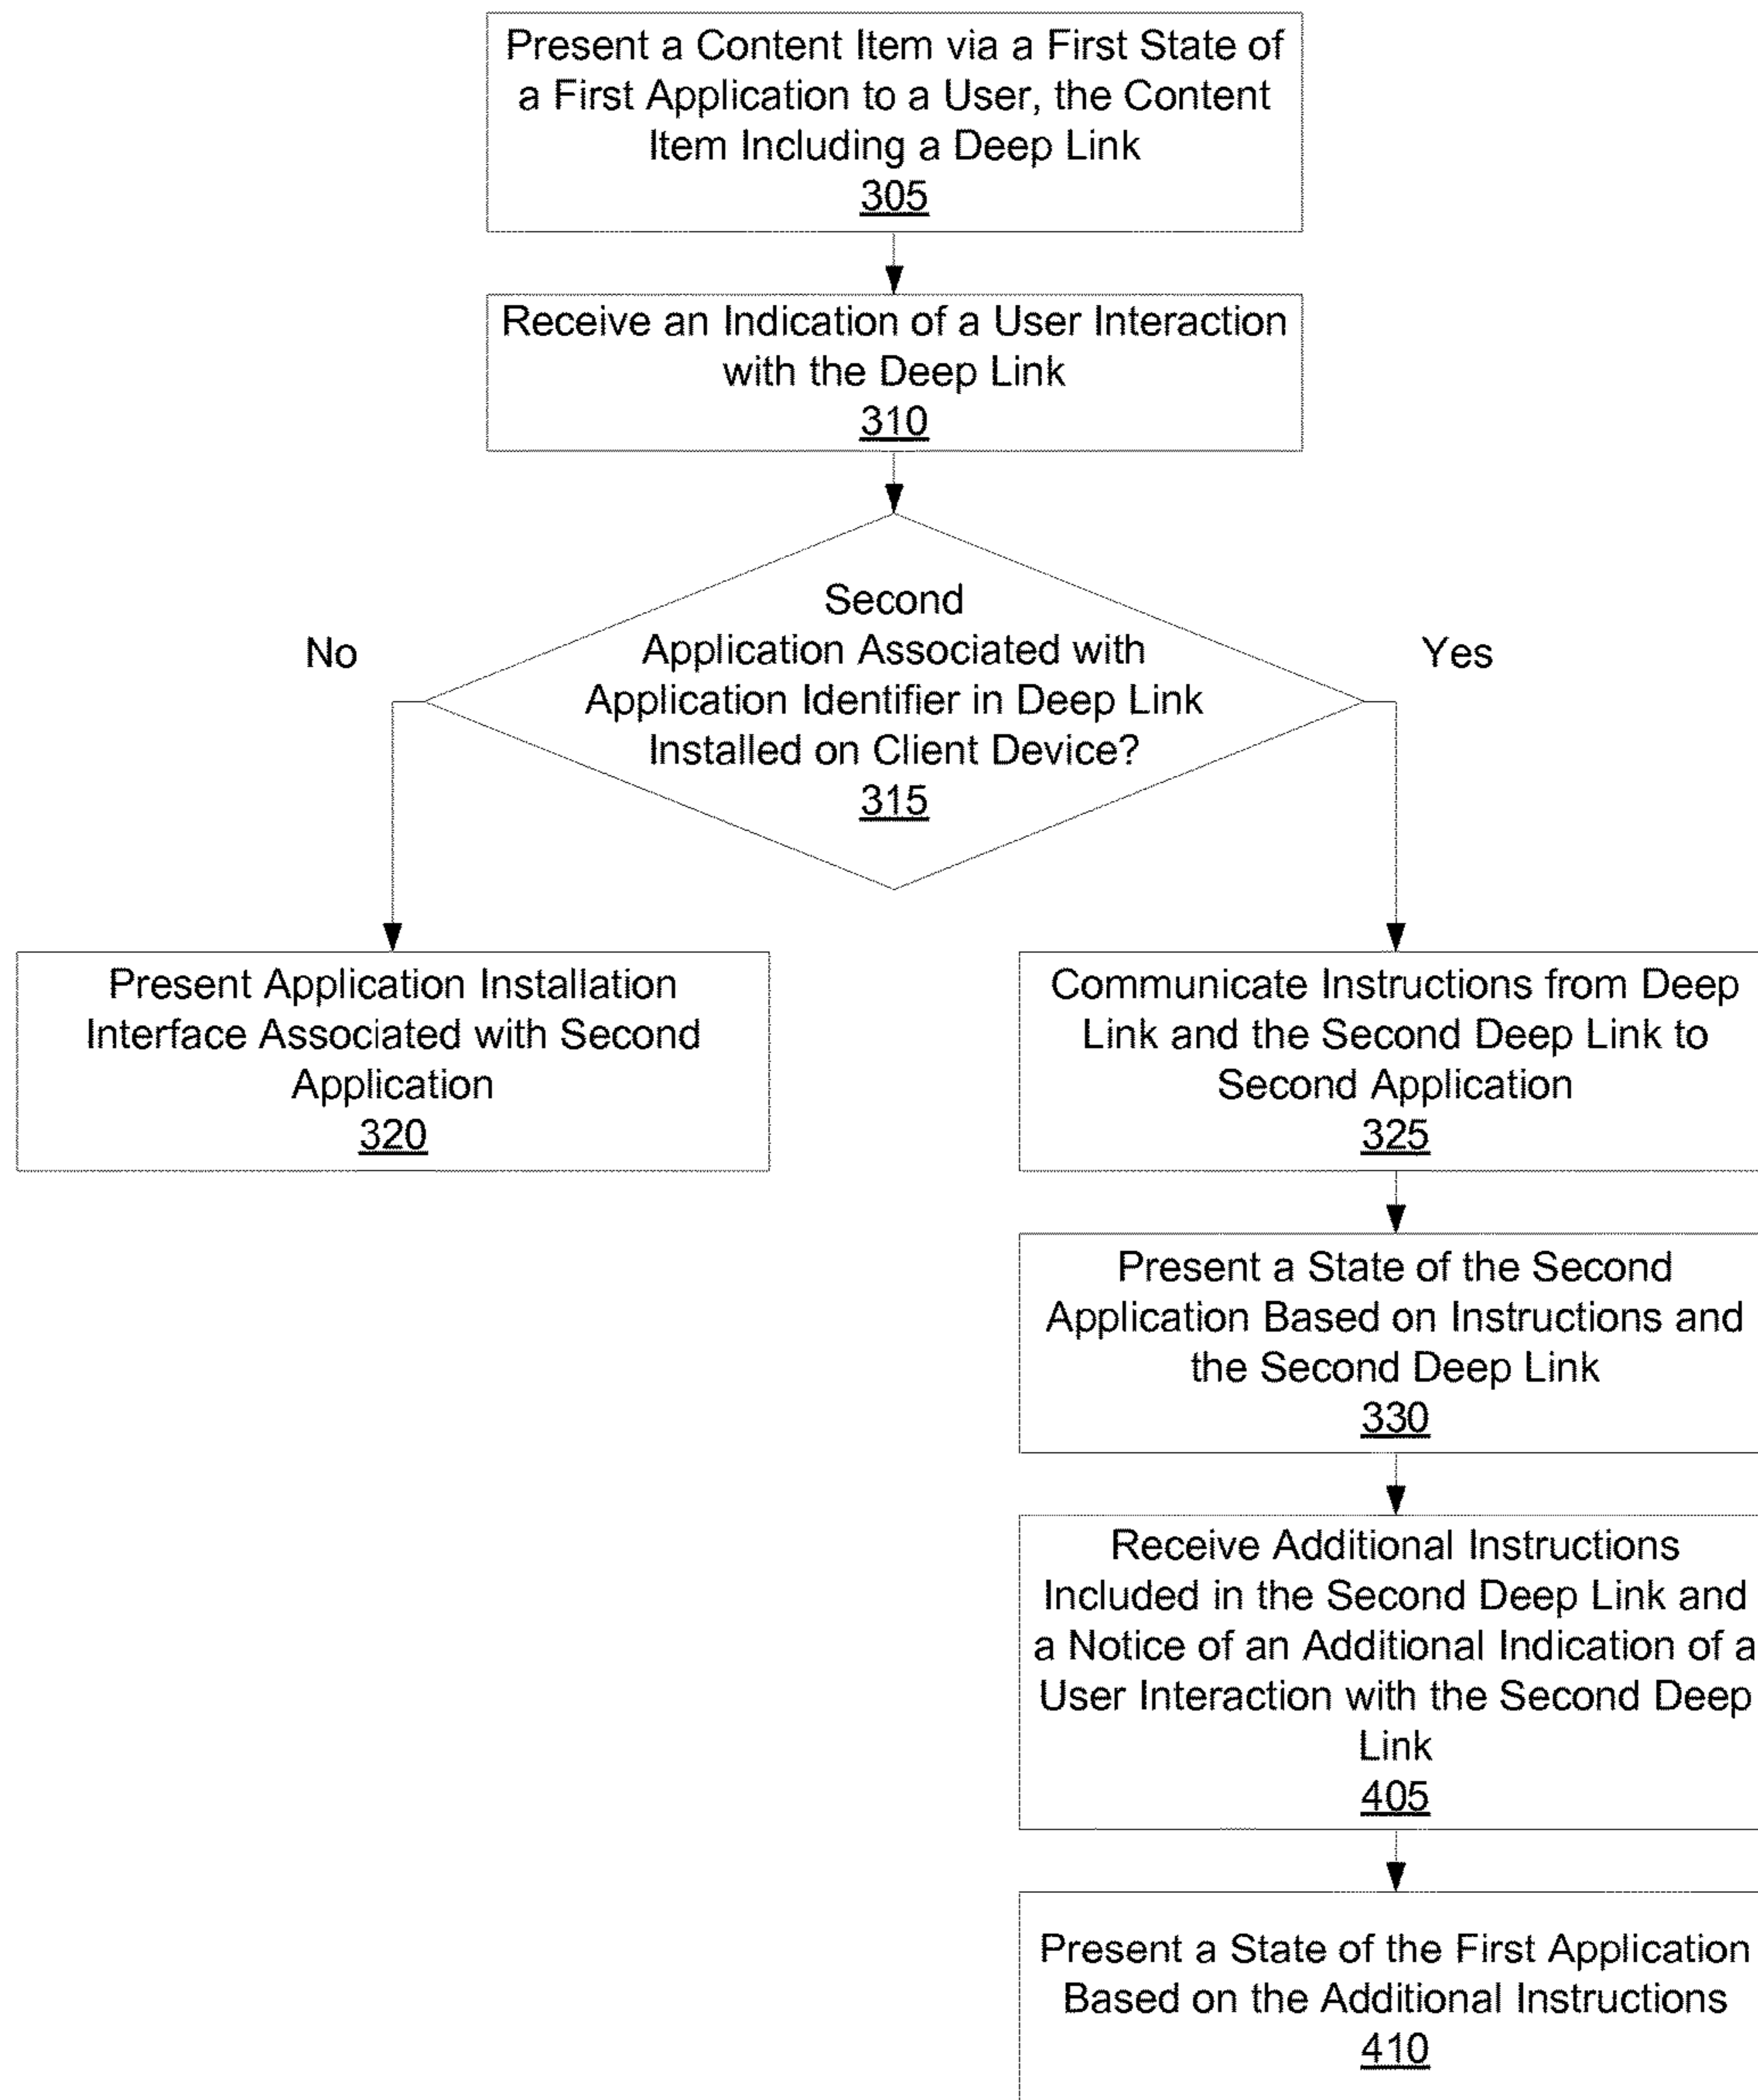 Present a Content Item via a First State of
a First Application to a User, the Content
Item Including a Deep Link
305
Receive an Indication of a User Interaction
with the Deep Link
310
Second
Application Associated with
Application Identifier in Deep Link
Installed on Client Device?
315
No
Yes
Present Application Installation
Interface Associated with Second
Application
320
Communicate Instructions from Deep
Link and the Second Deep Link to
Second Application
325
Present a State of the Second
Application Based on Instructions and
the Second Deep Link
330
Receive Additional Instructions
Included in the Second Deep Link and
a Notice of an Additional Indication of a
User Interaction with the Second Deep
Link
405
Present a State of the First Application
Based on the Additional Instructions
410